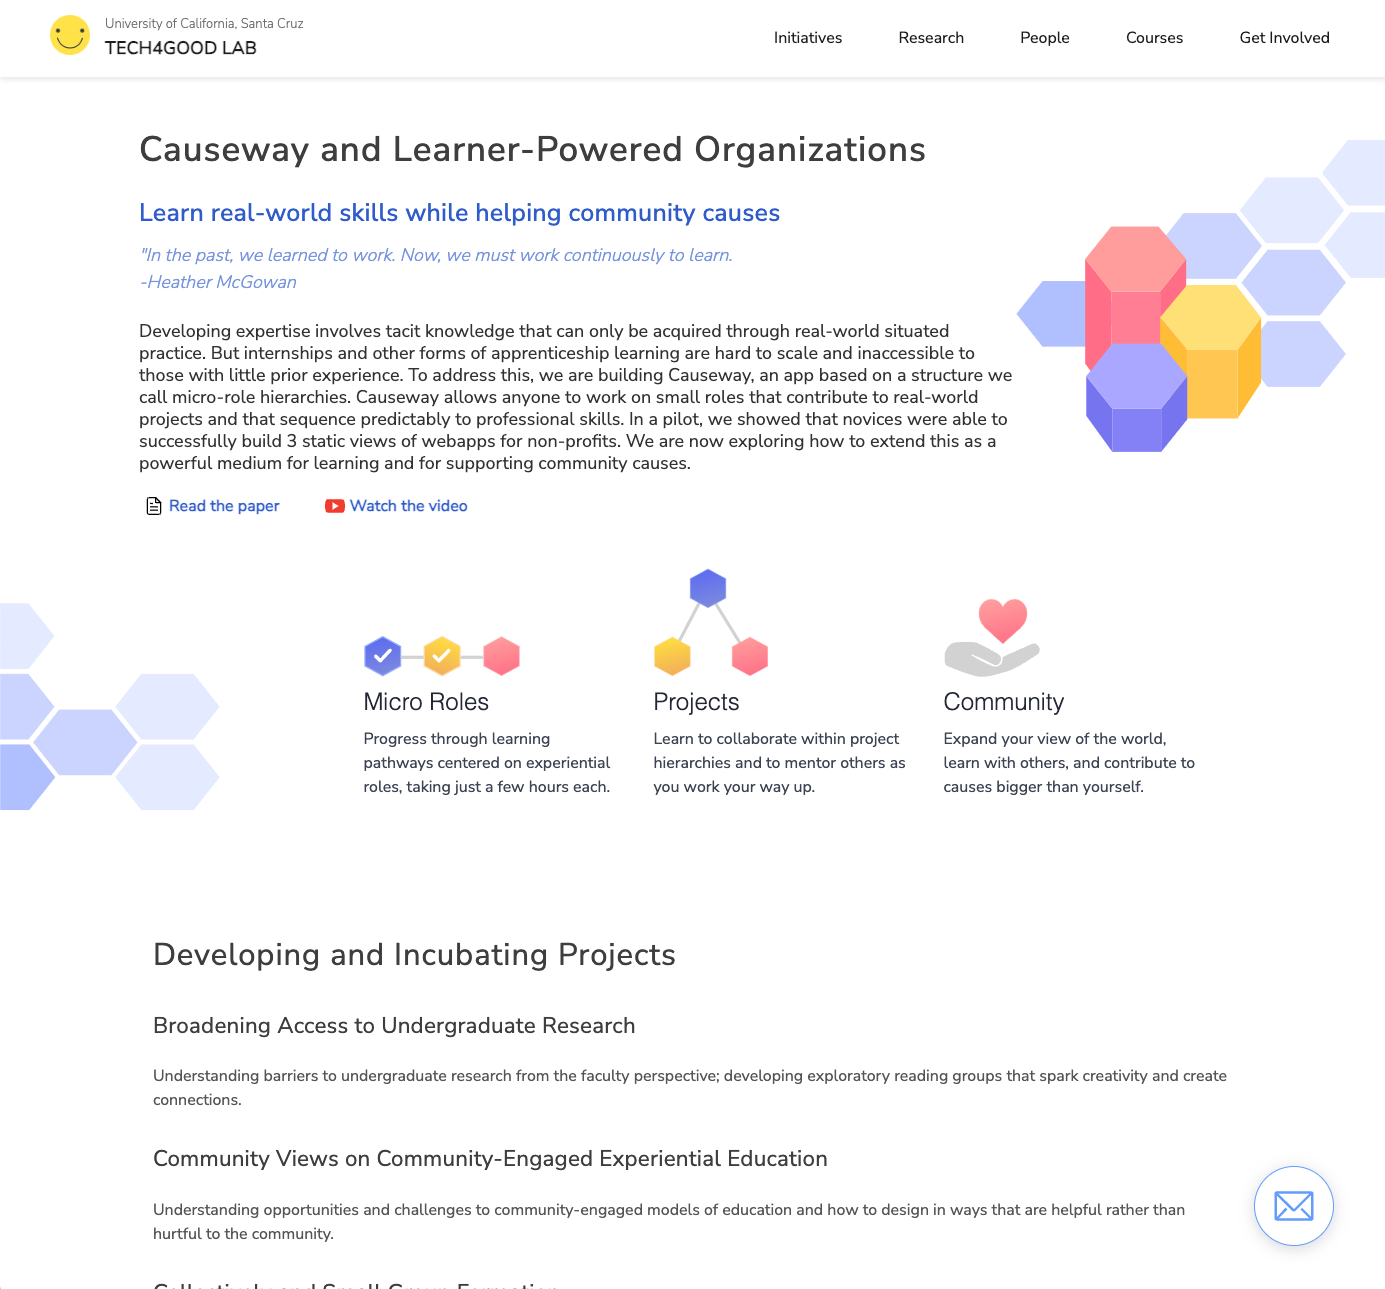 University of California, Santa Cruz
TECH4GOOD LAB
Initiatives
Research
People
Courses
Get Involved
Causeway and Learner-Powered Organizations
Learn real-world skills while helping community causes
"In the past, we learned to work. Now, we must work continuously to learn.
-Heather McGowan
Developing expertise involves tacit knowledge that can only be acquired through real-world situated
practice. But internships and other forms of apprenticeship learning are hard to scale and inaccessible to
those with little prior experience. To address this, we are building Causeway, an app based on a structure we
call micro-role hierarchies. Causeway allows anyone to work on small roles that contribute to real-world
projects and that sequence predictably to professional skills. In a pilot, we showed that novices were able to
successfully build 3 static views of webapps for non-profits. We are now exploring how to extend this as a
powerful medium for learning and for supporting community causes.
Read the paper
Watch the video
Micro Roles
Progress through learning
pathways centered on experiential
roles, taking just a few hours each.
Projects
Learn to collaborate within project
hierarchies and to mentor others as
you work your way up.
Community
Expand your view of the world,
learn with others, and contribute to
causes bigger than yourself.
Developing and Incubating Projects
Broadening Access to Undergraduate Research
Understanding barriers to undergraduate research from the faculty perspective; developing exploratory reading groups that spark creativity and create
connections.
Community Views on Community-Engaged Experiential Education
Understanding opportunities and challenges to community-engaged models of education and how to design in ways that are helpful rather than
hurtful to the community.